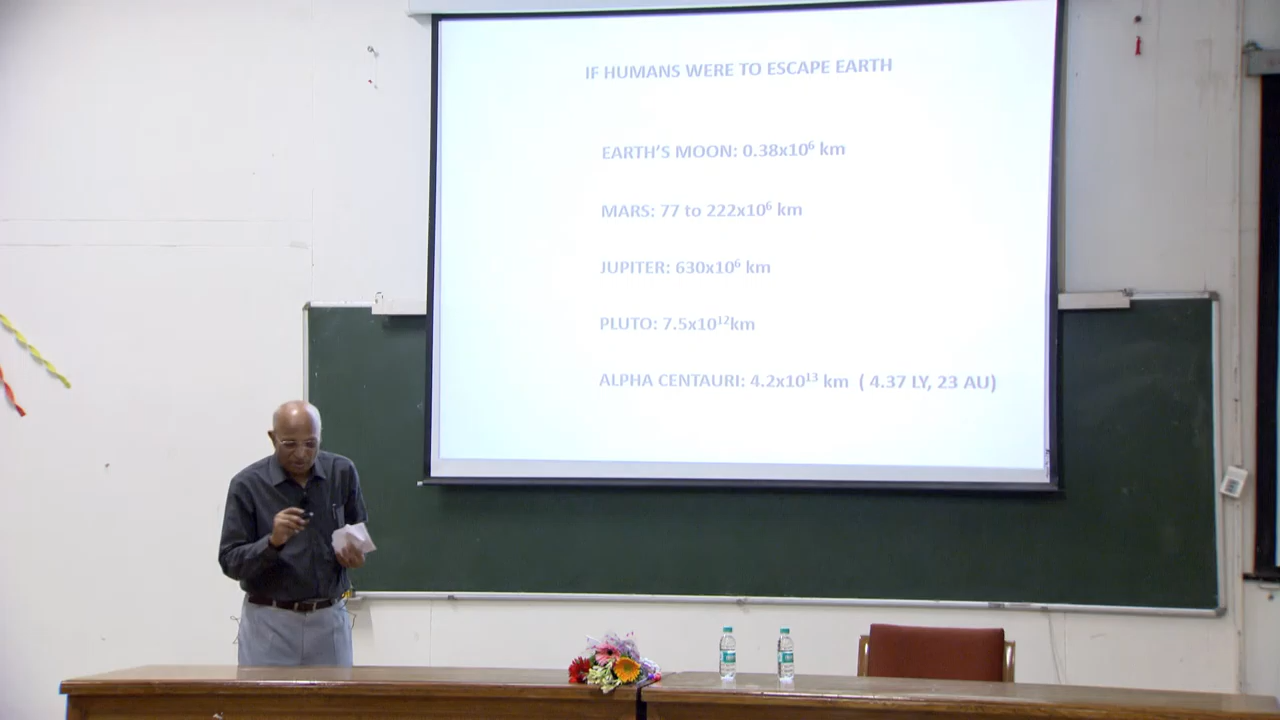 IF HUMANS WERE TO ESCAPE EARTH
EARTH'S MOON: 0.38x10⁶ km
MARS: 77 to 222x10⁶ km
JUPITER: 630x10⁶ km
PLUTO: 7.5x10¹²km
ALPHA CENTAURI: 4.2x10¹³ km ( 4.37 LY, 23 AU)